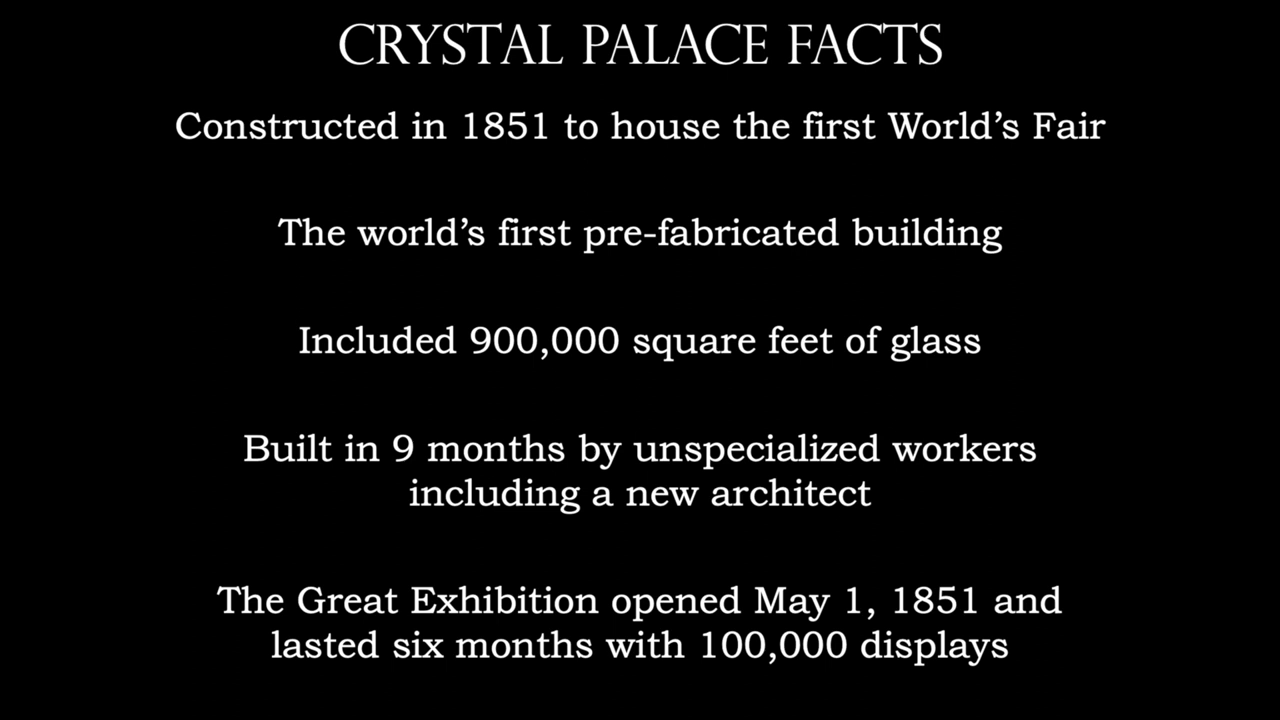 CRYSTAL PALACE FACTS
Constructed in 1851 to house the first World’s Fair
The world’s first pre-fabricated building
Included 900,000 square feet of glass
Built in 9 months by unspecialized workers
including a new architect
The Great Exhibition opened May 1, 1851 and
lasted six months with 100,000 displays